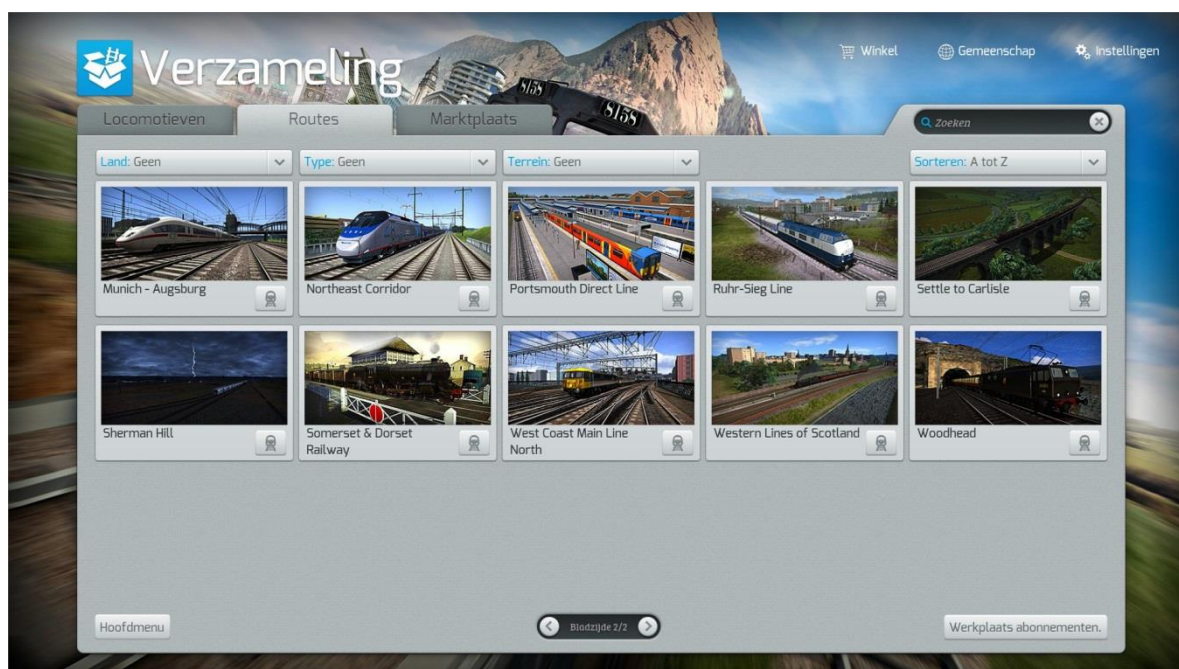 Verzameling
Winkel
Gemeenschap
Instellingen
8158
8158
Locomotieven
Routes
Marktplaats
Zoeken
Land: Geen
Type: Geen
Terrein: Geen
Sorteren: A tot Z
Munich - Augsburg
Northeast Corridor
Portsmouth Direct Line
Ruhr-Sieg Line
Settle to Carlisle
Sherman Hill
Somerset & Dorset
Railway
West Coast Main Line
North
Western Lines of Scotland
Woodhead
Hoofdmenu
Bladzijde 2/2
Werkplaats abonnementen.